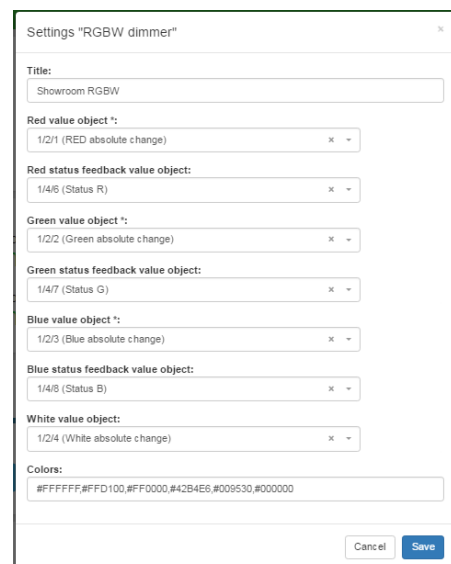 Settings "RGBW dimmer"
×
Title:
Showroom RGBW
Red value object *:
1/2/1 (RED absolute change)
×
Red status feedback value object:
1/4/6 (Status R)
×
Green value object *:
1/2/2 (Green absolute change)
×
Green status feedback value object:
1/4/7 (Status G)
×
Blue value object *:
1/2/3 (Blue absolute change)
×
Blue status feedback value object:
1/4/8 (Status B)
×
White value object:
1/2/4 (White absolute change)
×
Colors:
#FFFFFF,#FFD100,#FF0000,#42B4E6,#009530,#000000
Cancel
Save